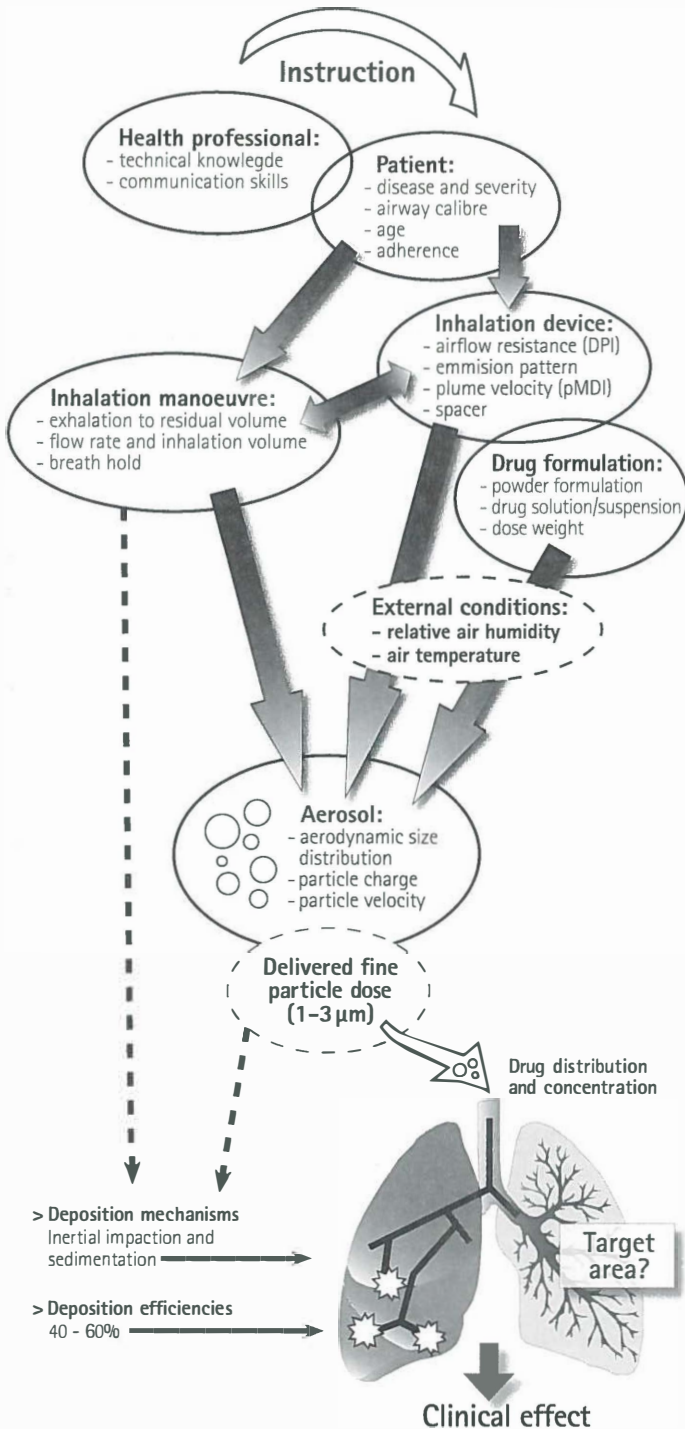 Instruction
Health professional:
- technical knowlegde
- communication skills
Patient:
- disease and severity
- airway calibre
- age
- adherence
Inhalation device:
- airflow resistance (DPI)
- emmision pattern
- plume velocity (pMDI)
- spacer
Inhalation manoeuvre:
- exhalation to residual volume
- flow rate and inhalation volume
- breath hold
Drug formulation:
- powder formulation
- drug solution/suspension
- dose weight
External conditions:
- relative air humidity
- air temperature
Aerosol:
- aerodynamic size
distribution
- particle charge
- particle velocity
Delivered fine
particle dose
(1-3 µm)
Drug distribution
and concentration
> Deposition mechanisms
Inertial impaction and
sedimentation
> Deposition efficiencies
40 - 60%
Target
area?
Clinical effect